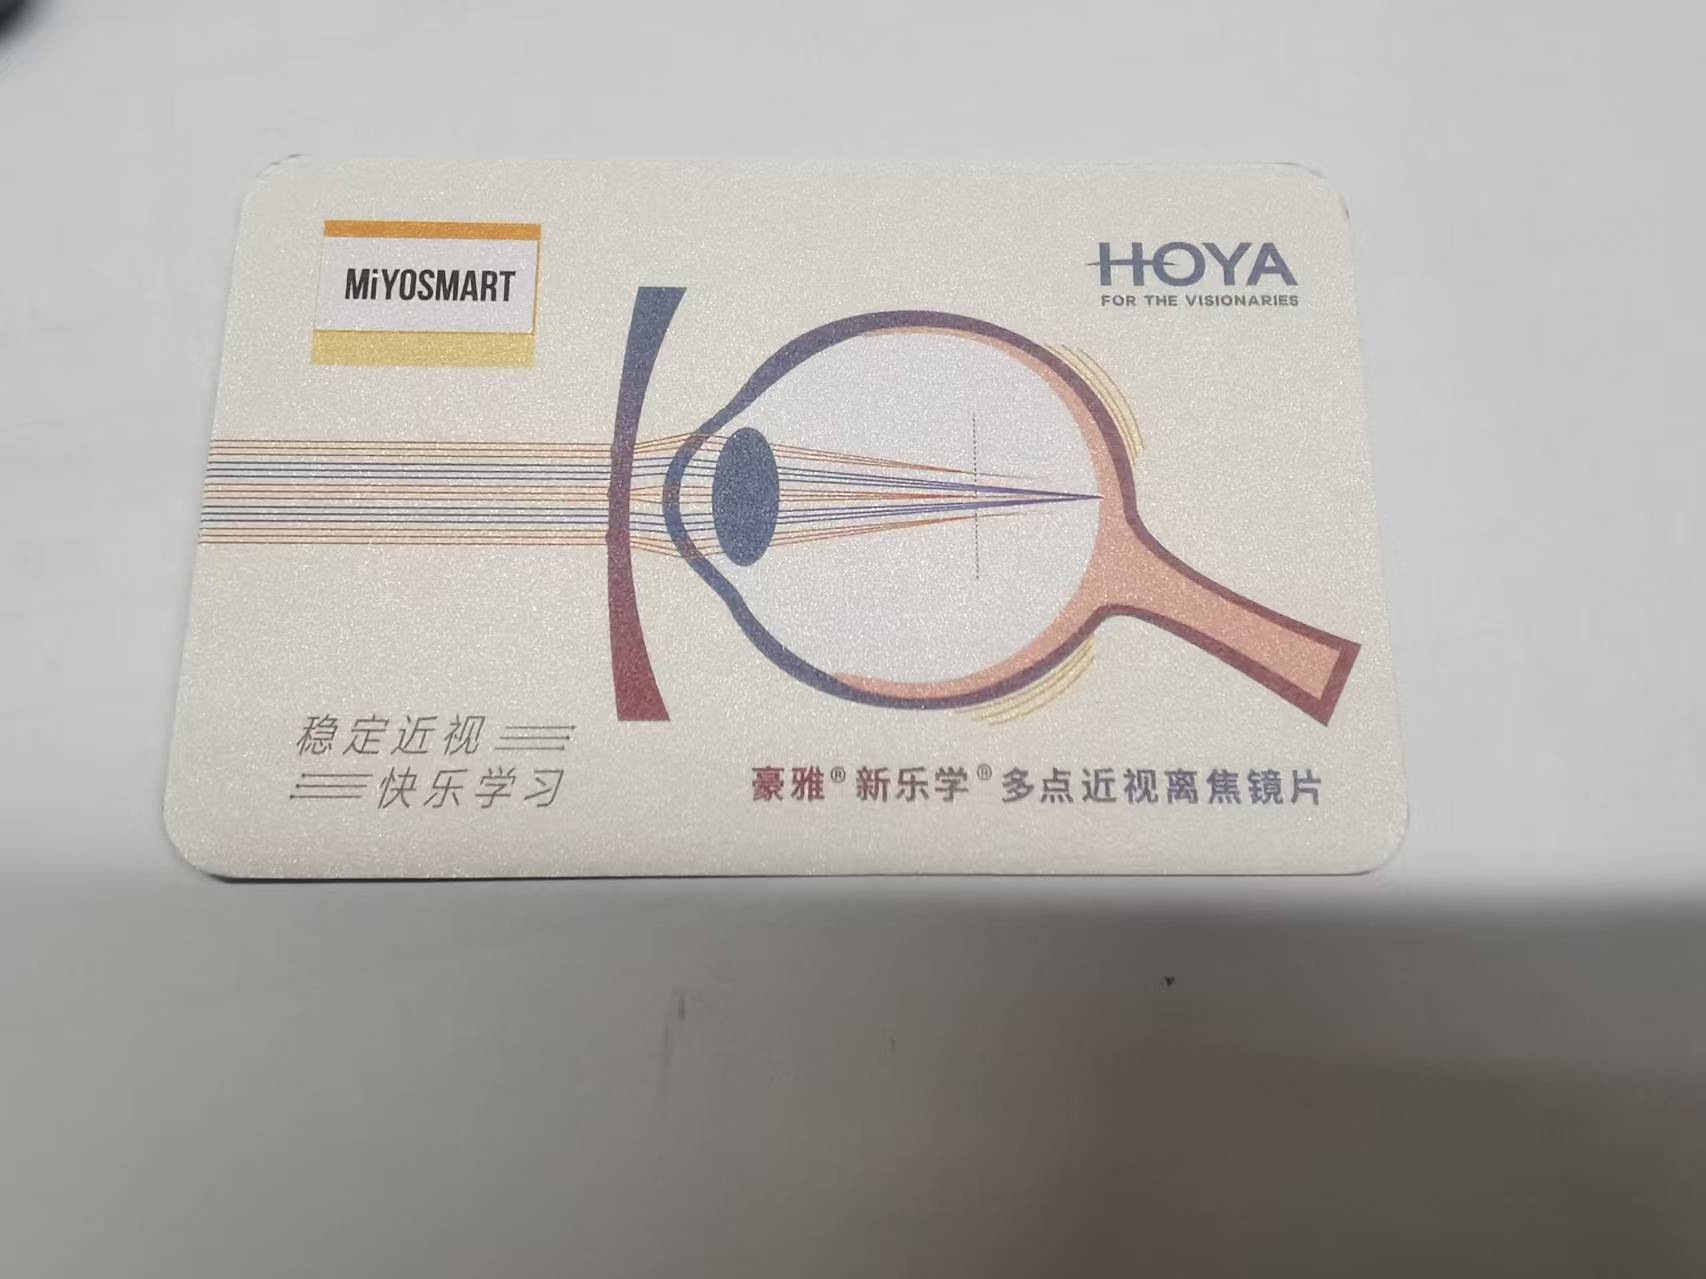 MiYOSMART
HOYA
FOR THE VISIONARIES
稳定近视
快乐学习
豪雅®新乐学®多点近视离焦镜片